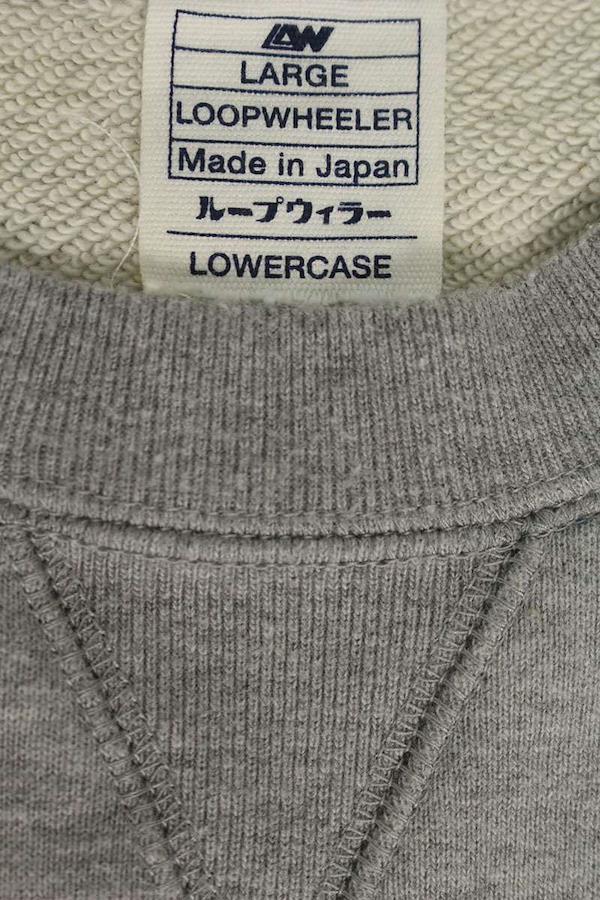 LW
LARGE
LOOPWHEELER
Made in Japan
ループウィラー
LOWERCASE